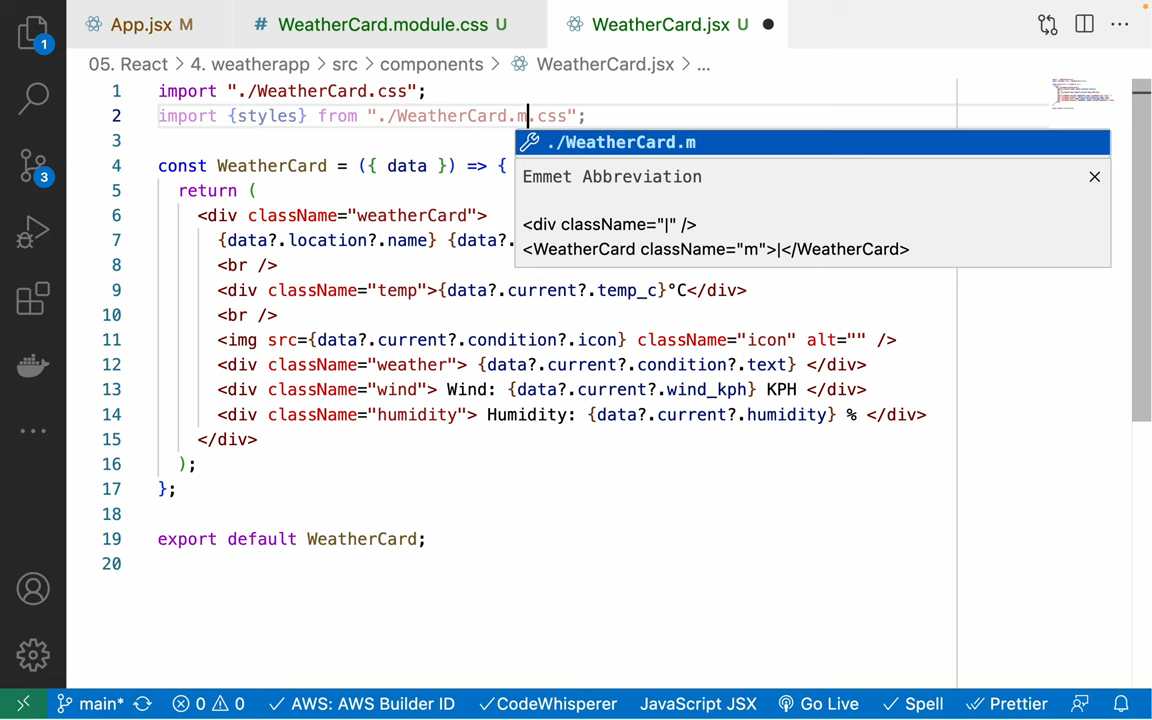 App.jsx M
# WeatherCard.module.css U
WeatherCard.jsx U
1
05. React > 4. weatherapp > src > components > WeatherCard.jsx > ...
1 import "./WeatherCard.css";
2 import {styles} from "./WeatherCard.m.css";
./WeatherCard.m
Emmet Abbreviation
<div className="|" />
<WeatherCard className="m">|</WeatherCard>
3
3
4 const WeatherCard = ({ data }) => {
5 return (
6 <div className="weatherCard">
7 {data?.location?.name} {data?.
8 <br />
9 <div className="temp">{data?.current?.temp_c}°C</div>
10 <br />
11 <img src={data?.current?.condition?.icon} className="icon" alt="" />
12 <div className="weather"> {data?.current?.condition?.text} </div>
13 <div className="wind"> Wind: {data?.current?.wind_kph} KPH </div>
14 <div className="humidity"> Humidity: {data?.current?.humidity} % </div>
15 </div>
16 );
17 };
18
19 export default WeatherCard;
20
main* 0 0 AWS: AWS Builder ID CodeWhisperer JavaScript JSX Go Live Spell Prettier